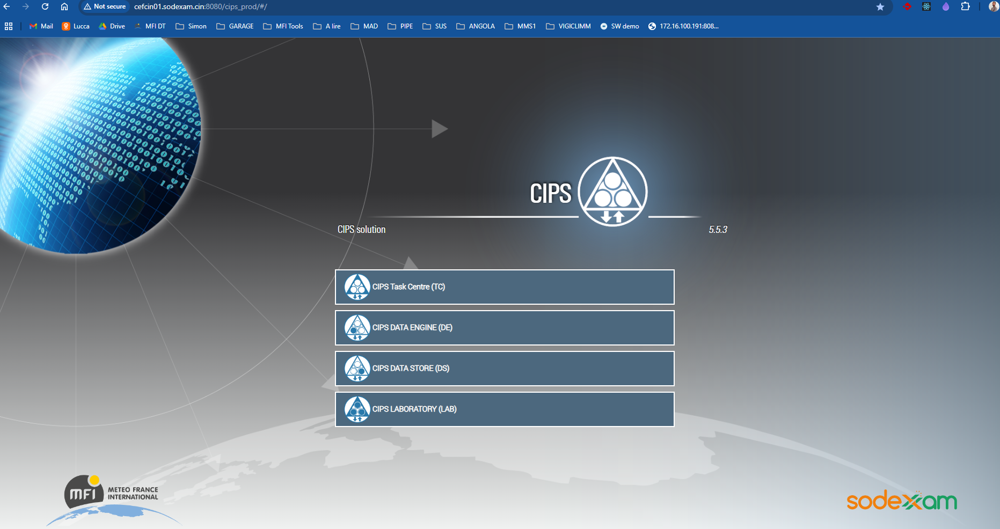 Not secure
cefcin01.sodexam.cin:8080/cips_prod/#/
Mail
Lucca
Drive
MFI DT
Simon
GARAGE
MFI Tools
A lire
MAD
PIPE
SUS
ANGOLA
MMS1
VIGICLIMM
SW demo
172.16.100.191:808...
CIPS
CIPS solution
5.5.3
CIPS Task Centre (TC)
CIPS DATA ENGINE (DE)
CIPS DATA STORE (DS)
CIPS LABORATORY (LAB)
MFI
METEO FRANCE
INTERNATIONAL
sodexam